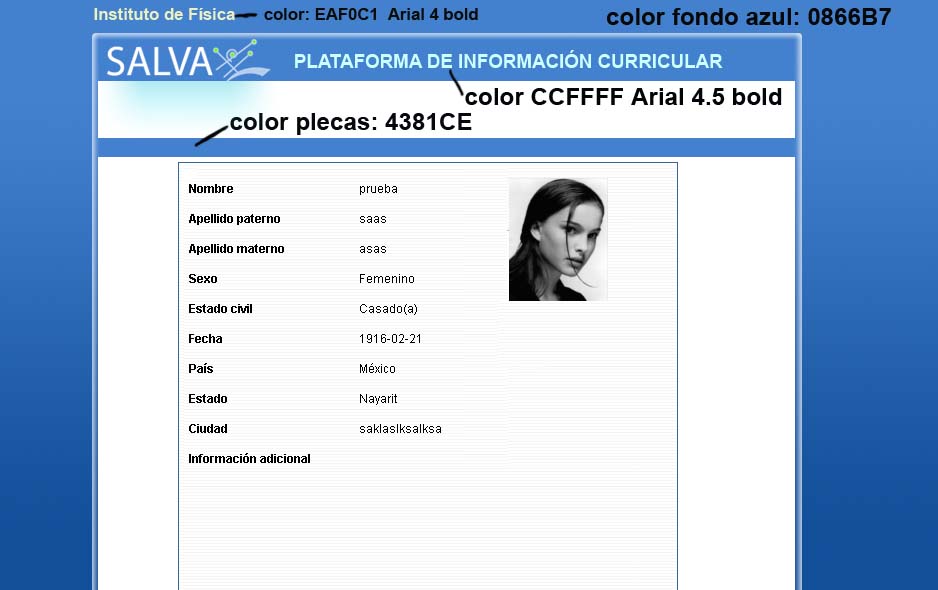 Instituto de Física color: EAF0C1 Arial 4 bold
color fondo azul: 0866B7
SALVA
PLATAFORMA DE INFORMACIÓN CURRICULAR
color CCFFFF Arial 4.5 bold
color plecas: 4381CE
Nombre prueba
Apellido paterno saas
Apellido materno asas
Sexo Femenino
Estado civil Casado(a)
Fecha 1916-02-21
País México
Estado Nayarit
Ciudad saklaslksalksa
Información adicional